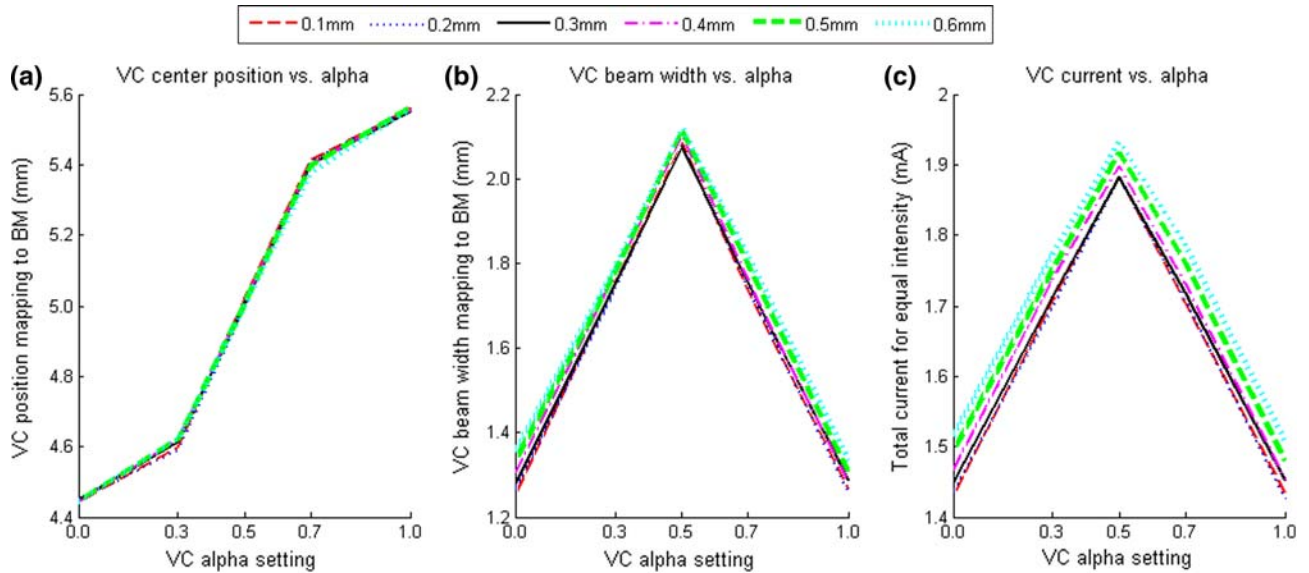 0.1mm 0.2mm 0.3mm 0.4mm 0.5mm 0.6mm
(a) VC center position vs. alpha
VC position mapping to BM (mm)
5.6
5.4
5.2
5.0
4.8
4.6
4.4
0.0 0.3 0.5 0.7 1.0
VC alpha setting
(b) VC beam width vs. alpha
VC beam width mapping to BM (mm)
2.2
2.0
1.8
1.6
1.4
1.2
0.0 0.3 0.5 0.7 1.0
VC alpha setting
(c) VC current vs. alpha
Total current for equal intensity (mA)
2
1.9
1.8
1.7
1.6
1.5
1.4
0.0 0.3 0.5 0.7 1.0
VC alpha setting